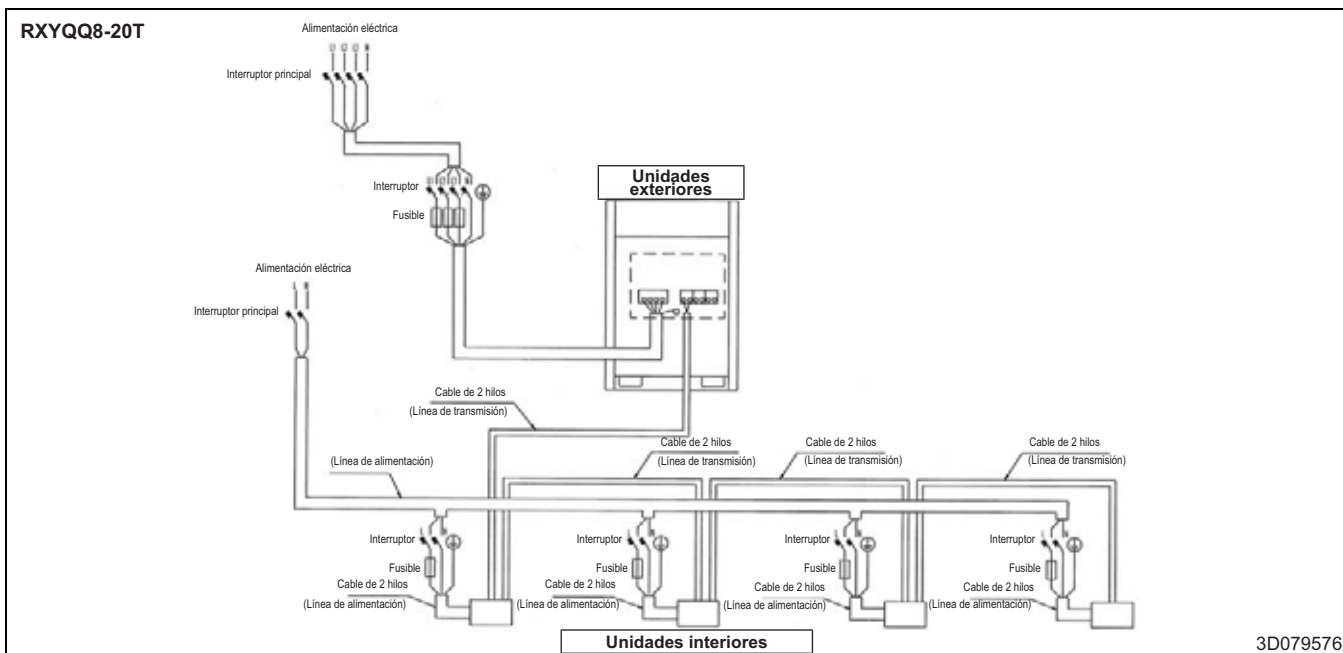 RXYQQ8-20T
Alimentación eléctrica
L1 L2 L3 N
Interruptor principal
Unidades
exteriores
Interruptor
Fusible
Alimentación eléctrica
L N
Interruptor principal
Cable de 2 hilos
(Línea de transmisión)
Cable de 2 hilos
(Línea de transmisión)
Cable de 2 hilos
(Línea de transmisión)
Cable de 2 hilos
(Línea de transmisión)
(Línea de alimentación)
Interruptor
Fusible
Cable de 2 hilos
(Línea de alimentación)
Interruptor
Fusible
Cable de 2 hilos
(Línea de alimentación)
Interruptor
Fusible
Cable de 2 hilos
(Línea de alimentación)
Interruptor
Fusible
Cable de 2 hilos
(Línea de alimentación)
Unidades interiores
3D079576